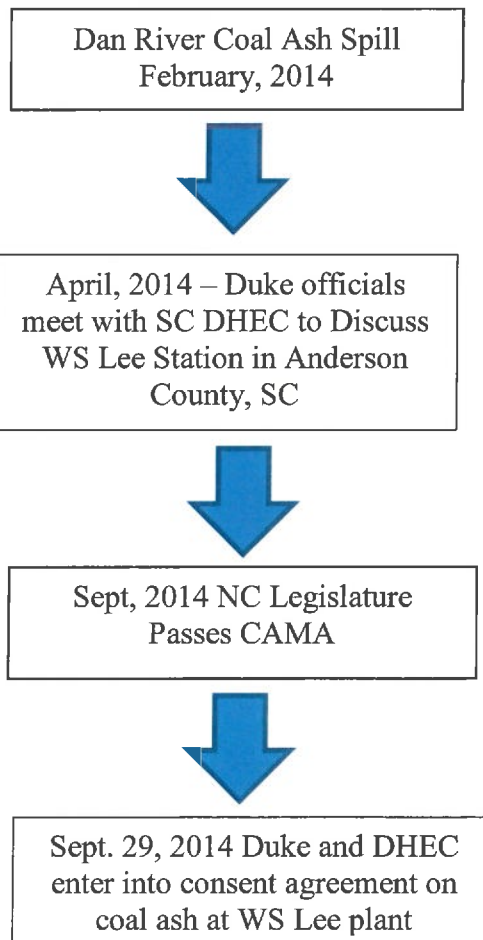 Dan River Coal Ash Spill
February, 2014
April, 2014 – Duke officials
meet with SC DHEC to Discuss
WS Lee Station in Anderson
County, SC
Sept, 2014 NC Legislature
Passes CAMA
Sept. 29, 2014 Duke and DHEC
enter into consent agreement on
coal ash at WS Lee plant